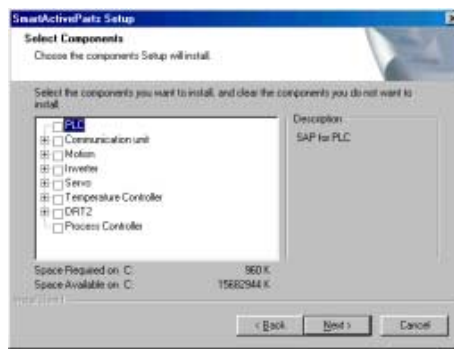 SmartActiveParts Setup
Select Components
Choose the components Setup will install.
Select the components you want to install, and clear the components you do not want to
install.
PLC
Communication unit
Motion
Inverter
Servo
Temperature Controller
DRT2
Process Controller
Description
SAP for PLC
Space Required on C: 960 K
Space Available on C: 15682944 K
< Back
Next >
Cancel